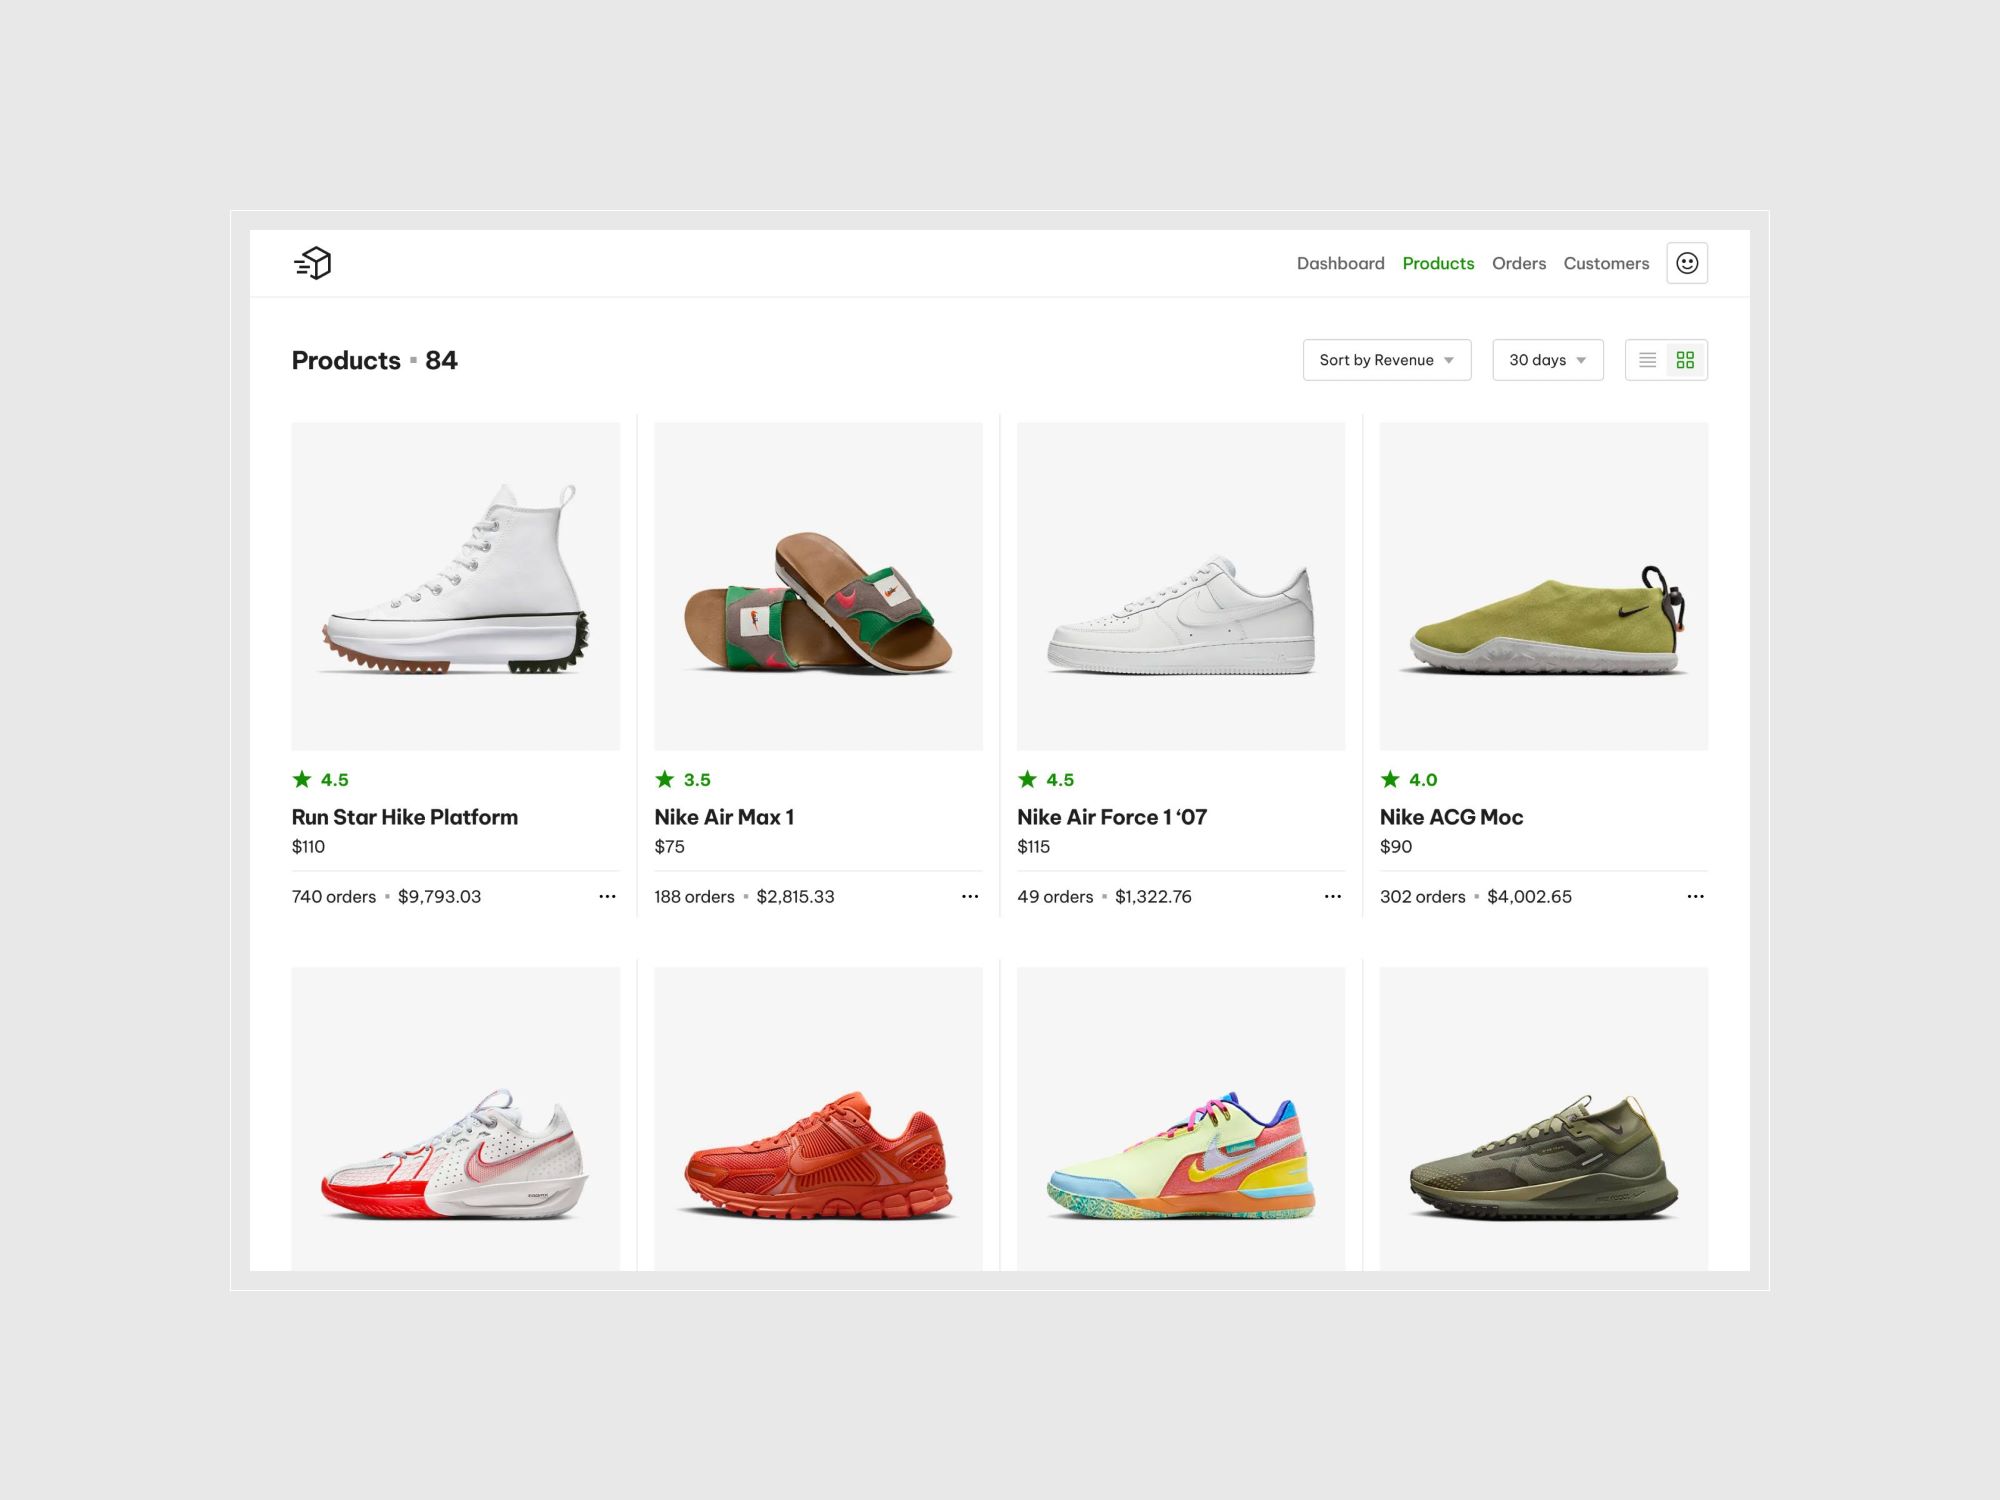 Dashboard Products Orders Customers
Products ▪ 84
Sort by Revenue
30 days
4.5
Run Star Hike Platform
$110
740 orders ▪ $9,793.03
3.5
Nike Air Max 1
$75
188 orders ▪ $2,815.33
4.5
Nike Air Force 1 ‘07
$115
49 orders ▪ $1,322.76
4.0
Nike ACG Moc
$90
302 orders ▪ $4,002.65